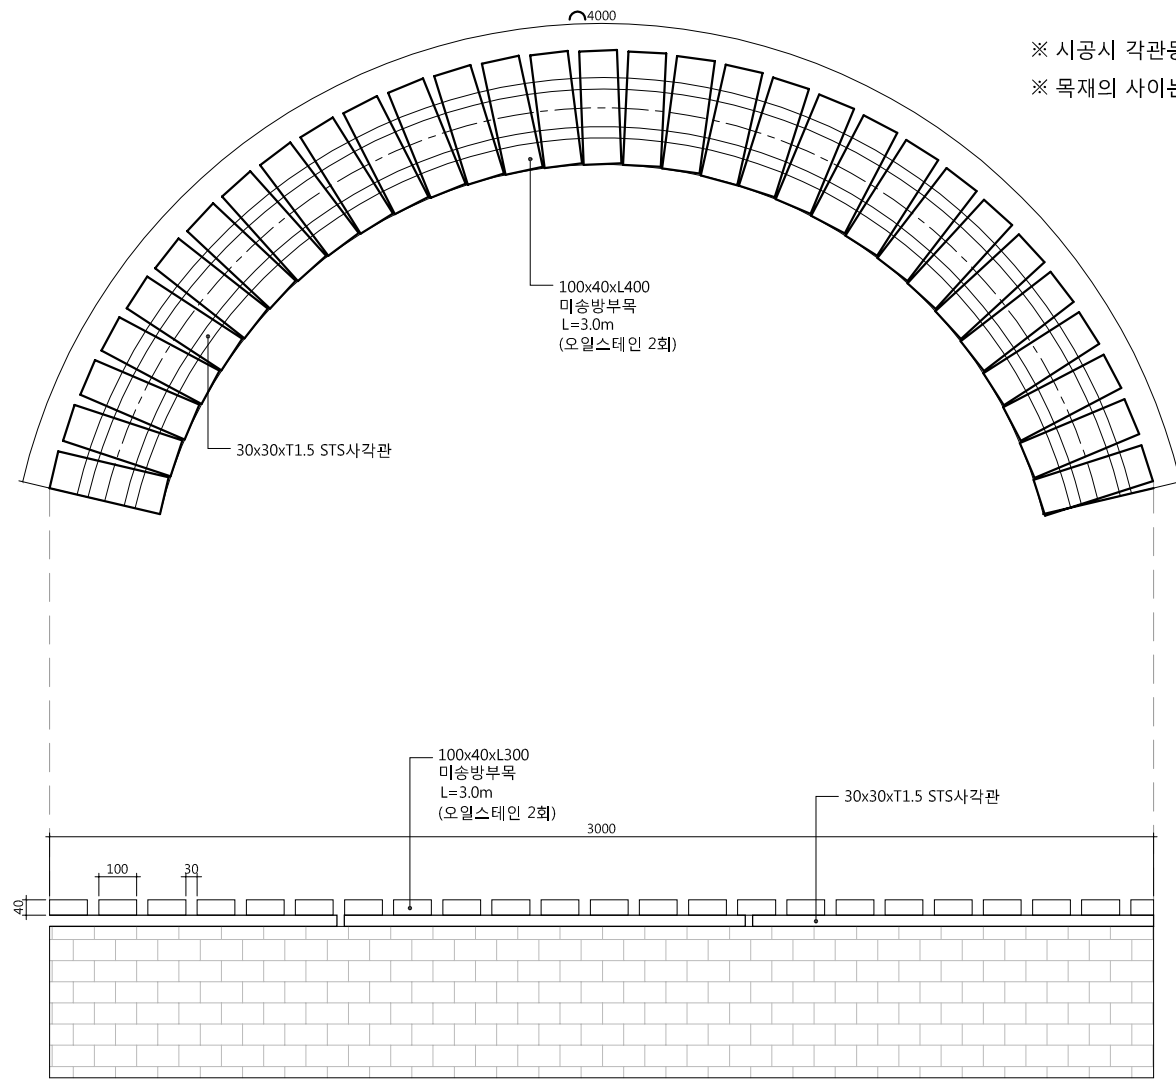 4000
※ 시공시 각관용
※ 목재의 사이는
100x40xL400
미송방부목
L=3.0m
(오일스테인 2회)
30x30xT1.5 STS사각관
100x40xL300
미송방부목
L=3.0m
(오일스테인 2회)
30x30xT1.5 STS사각관
3000
100
30
40